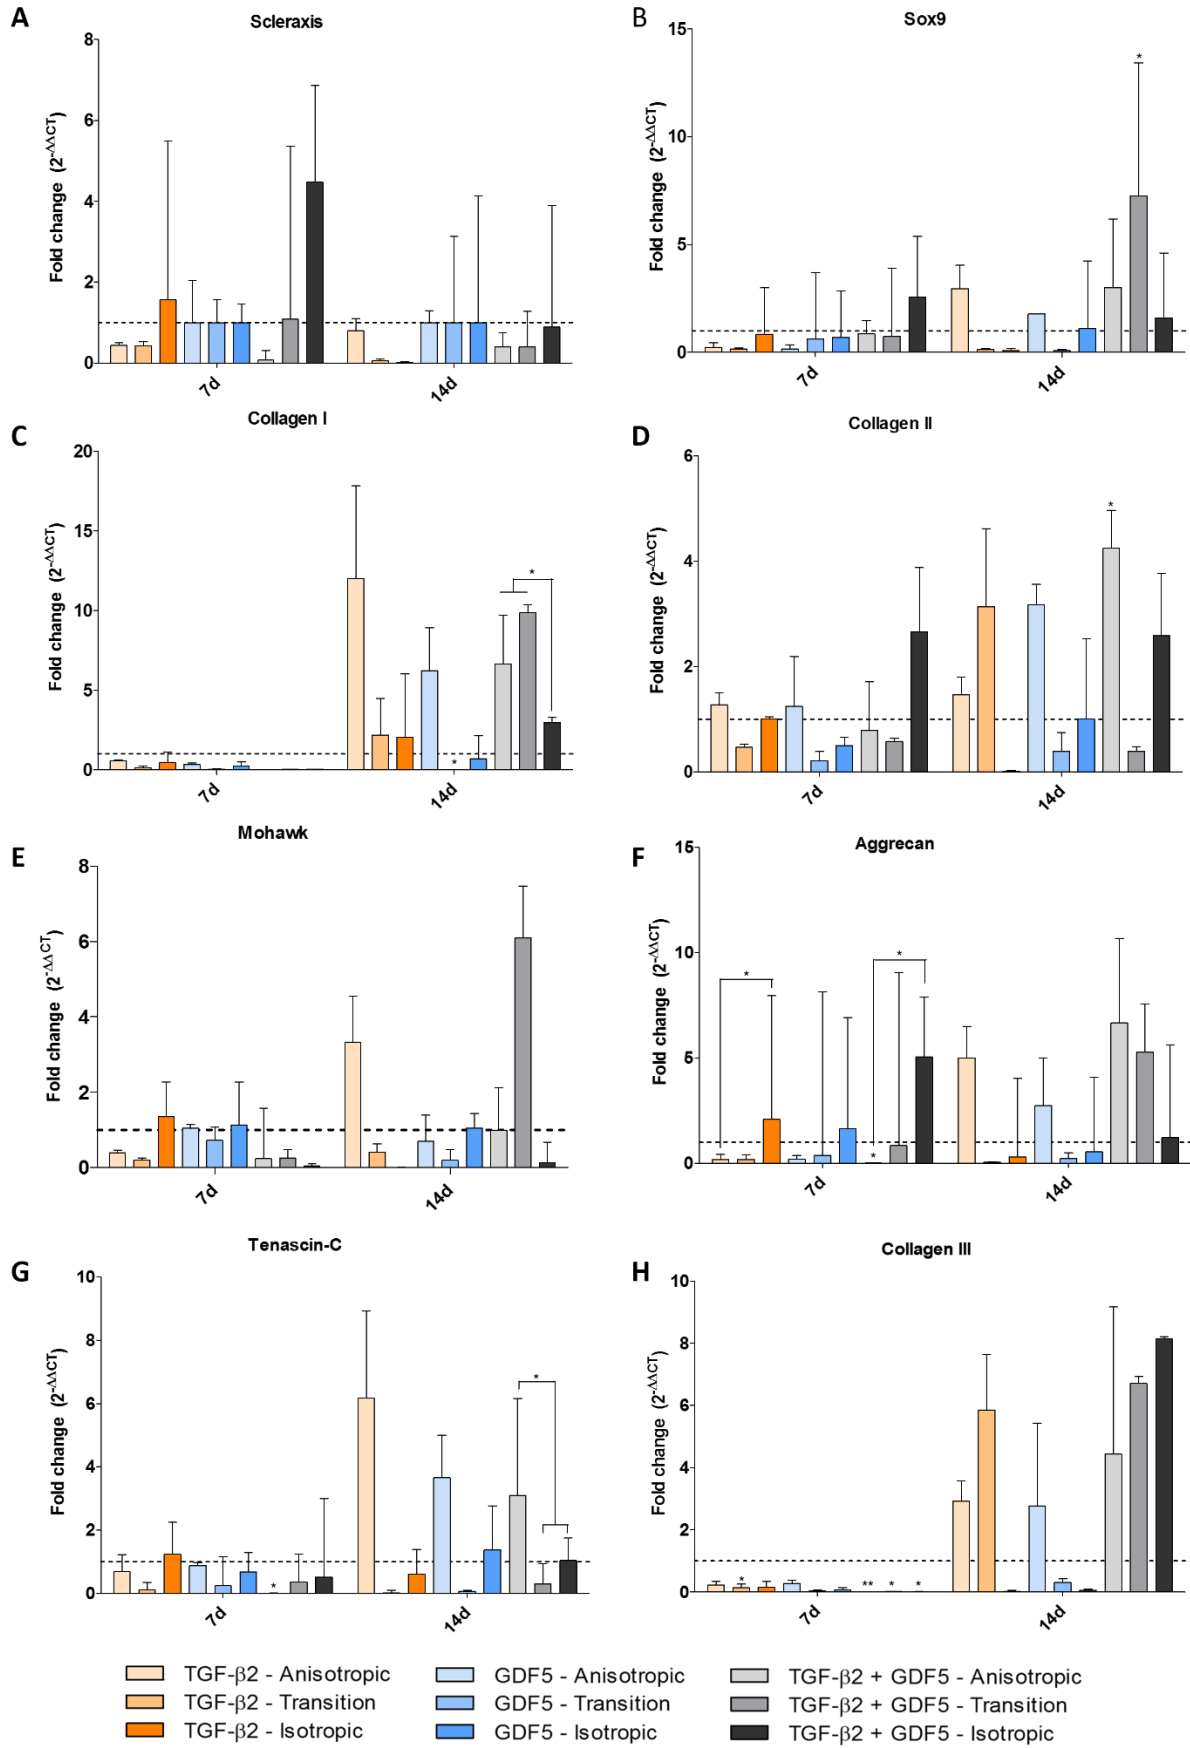 A
Scleraxis
Fold change (2-ΔΔCT)
8
6
4
2
0
7d
14d
B
Sox9
Fold change (2-ΔΔCT)
15
10
5
0
*
7d
14d
C
Collagen I
Fold change (2-ΔΔCT)
20
15
10
5
0
*
*
7d
14d
D
Collagen II
Fold change (2-ΔΔCT)
6
4
2
0
*
7d
14d
E
Mohawk
Fold change (2-ΔΔCT)
8
6
4
2
0
7d
14d
F
Aggrecan
Fold change (2-ΔΔCT)
15
10
5
0
*
*
*
7d
14d
G
Tenascin-C
Fold change (2-ΔΔCT)
10
8
6
4
2
0
*
*
7d
14d
H
Collagen III
Fold change (2-ΔΔCT)
10
8
6
4
2
0
*
**
*
*
7d
14d
TGF-β2 - Anisotropic
TGF-β2 - Transition
TGF-β2 - Isotropic
GDF5 - Anisotropic
GDF5 - Transition
GDF5 - Isotropic
TGF-β2 + GDF5 - Anisotropic
TGF-β2 + GDF5 - Transition
TGF-β2 + GDF5 - Isotropic